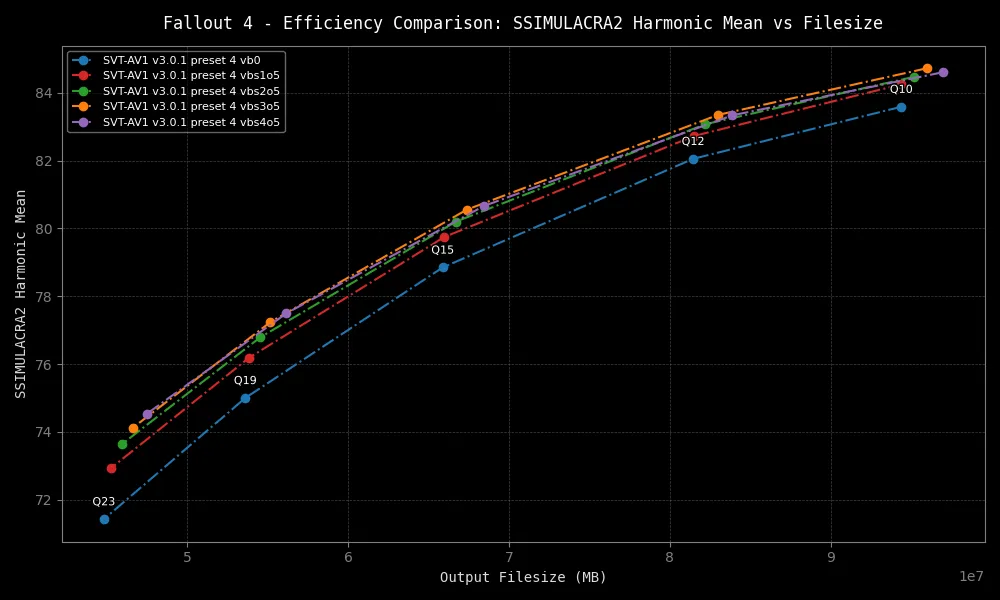 Fallout 4 - Efficiency Comparison: SSIMULACRA2 Harmonic Mean vs Filesize
SVT-AV1 v3.0.1 preset 4 vb0
SVT-AV1 v3.0.1 preset 4 vbs1o5
SVT-AV1 v3.0.1 preset 4 vbs2o5
SVT-AV1 v3.0.1 preset 4 vbs3o5
SVT-AV1 v3.0.1 preset 4 vbs4o5
SSIMULACRA2 Harmonic Mean
84
82
80
78
76
74
72
Q10
Q12
Q15
Q19
Q23
5
6
7
8
9
1e7
Output Filesize (MB)